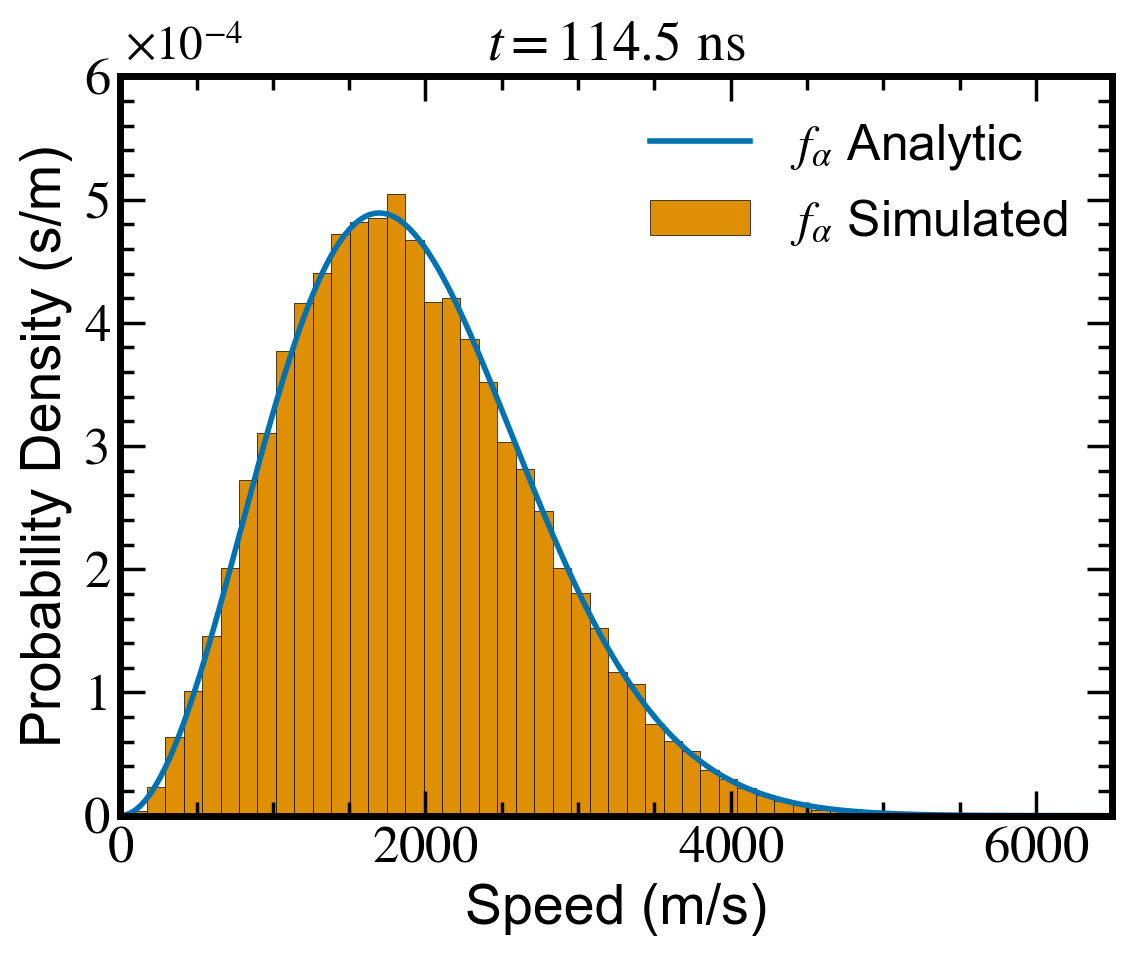 ×10⁻⁴
t = 114.5 ns
Probability Density (s/m)
6
5
4
3
2
1
0
fα Analytic
fα Simulated
0 2000 4000 6000
Speed (m/s)